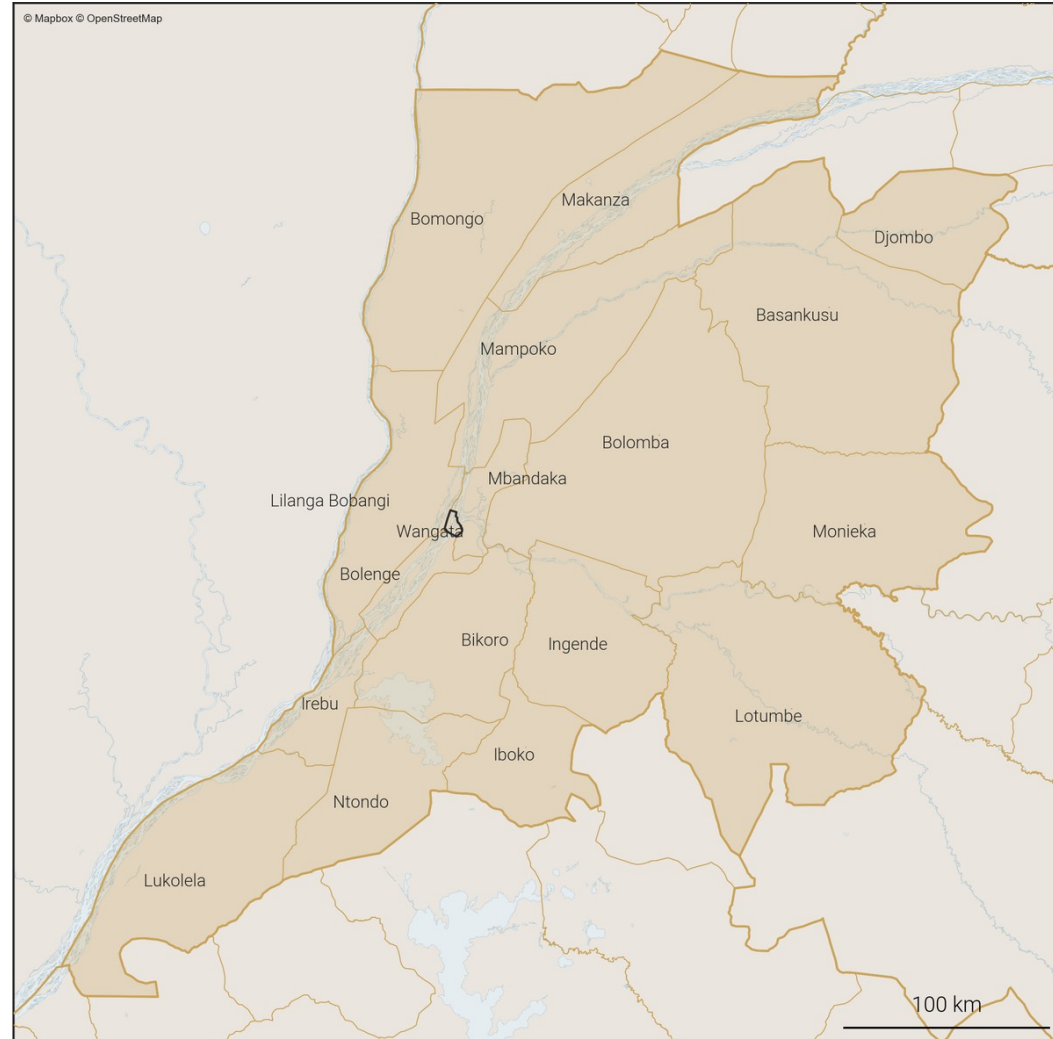 © Mapbox © OpenStreetMap
Makanza
Bomongo
Djombo
Basankusu
Mampoko
Bolomba
Mbandaka
Lilanga Bobangi
Wangata
Monieka
Bolenge
Bikoro
Ingende
Irebu
Lotumbe
Iboko
Ntondo
Lukolela
100 km